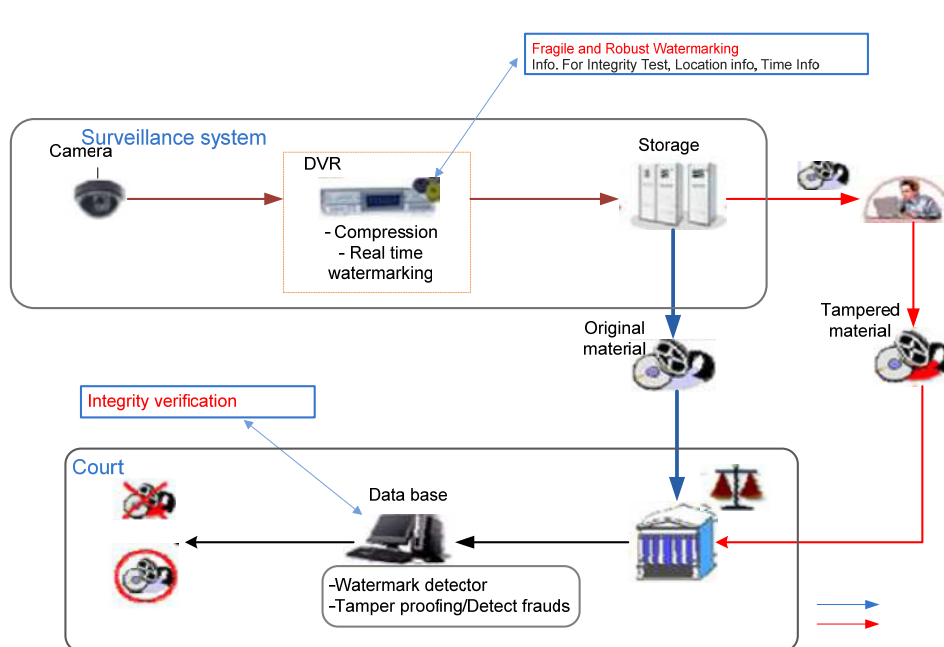 Fragile and Robust Watermarking
Info. For Integrity Test, Location info, Time Info
Surveillance system
Camera
DVR
- Compression
- Real time
watermarking
Storage
Original
material
Tampered
material
Integrity verification
Court
Data base
-Watermark detector
-Tamper proofing/Detect frauds